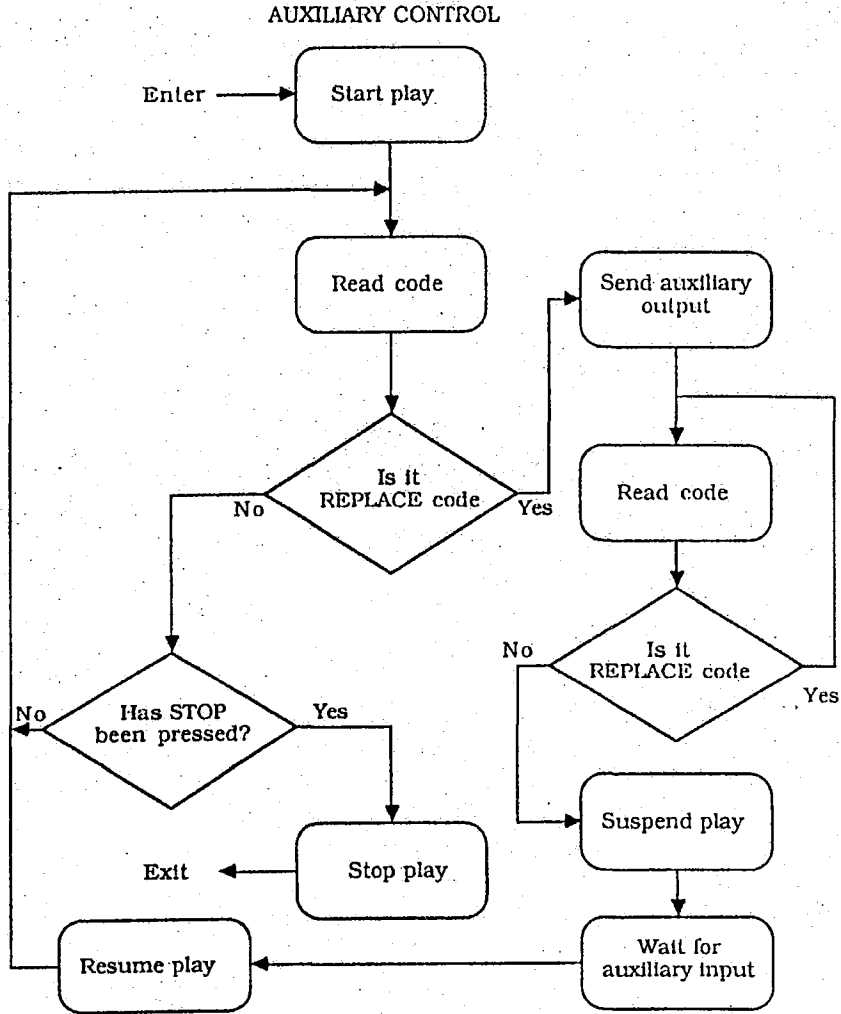 AUXILIARY CONTROL
Enter
Start play
Read code
Send auxiliary
output
Is it
REPLACE code
No
Yes
Read code
Is it
REPLACE code
No
Yes
Has STOP
been pressed?
No
Yes
Suspend play
Exit
Stop play
Resume play
Wait for
auxiliary input